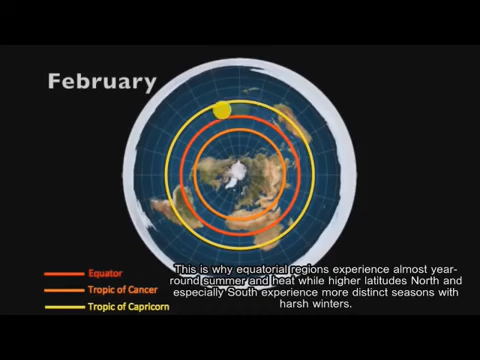 February
Equator
Tropic of Cancer
Tropic of Capricorn
This is why equatorial regions experience almost year-
round summer and heat while higher latitudes North and
especially South experience more distinct seasons with
harsh winters.